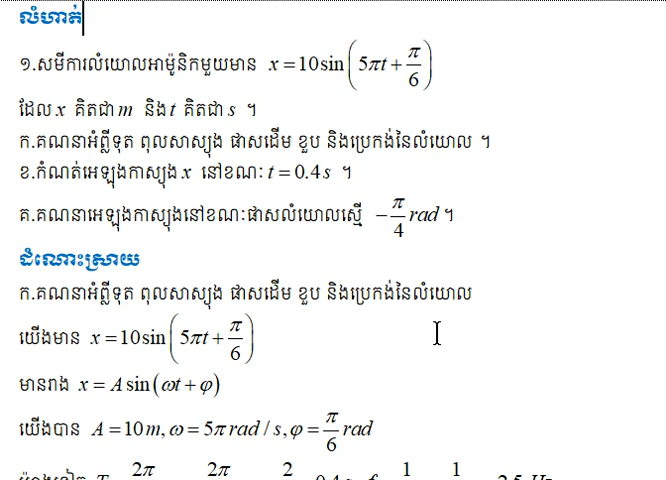 លំហាត់
១.សមីការលំយោលអាម៉ូនិកមួយមាន x = 10sin(5πt + π/6)
ដែល x គិតជា m និង t គិតជា s ។
ក.គណនាអំព្លីទុត ពុលសាស្យុង ផាសដើម ខួប និងប្រេកង់នៃលំយោល ។
ខ.កំណត់អេឡុងកាស្យុង x នៅខណៈ t = 0.4s ។
គ.គណនាអេឡុងកាស្យុងនៅខណៈផាសលំយោលស្មើ −π/4 rad ។
ដំណោះស្រាយ
ក.គណនាអំព្លីទុត ពុលសាស្យុង ផាសដើម ខួប និងប្រេកង់នៃលំយោល
យើងមាន x = 10sin(5πt + π/6)
មានរាង x = A sin(ωt + φ)
យើងបាន A = 10m, ω = 5π rad / s, φ = π/6 rad
2π 2π 2 1 1